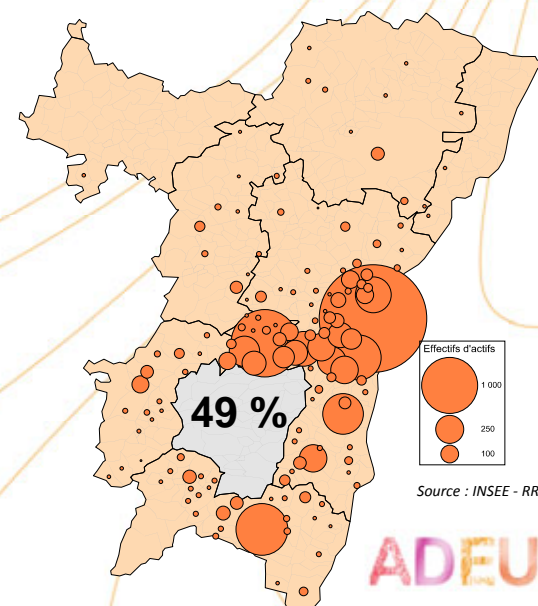 49 %
Effectifs d'actifs
1 000
250
100
Source : INSEE - RR
ADEU